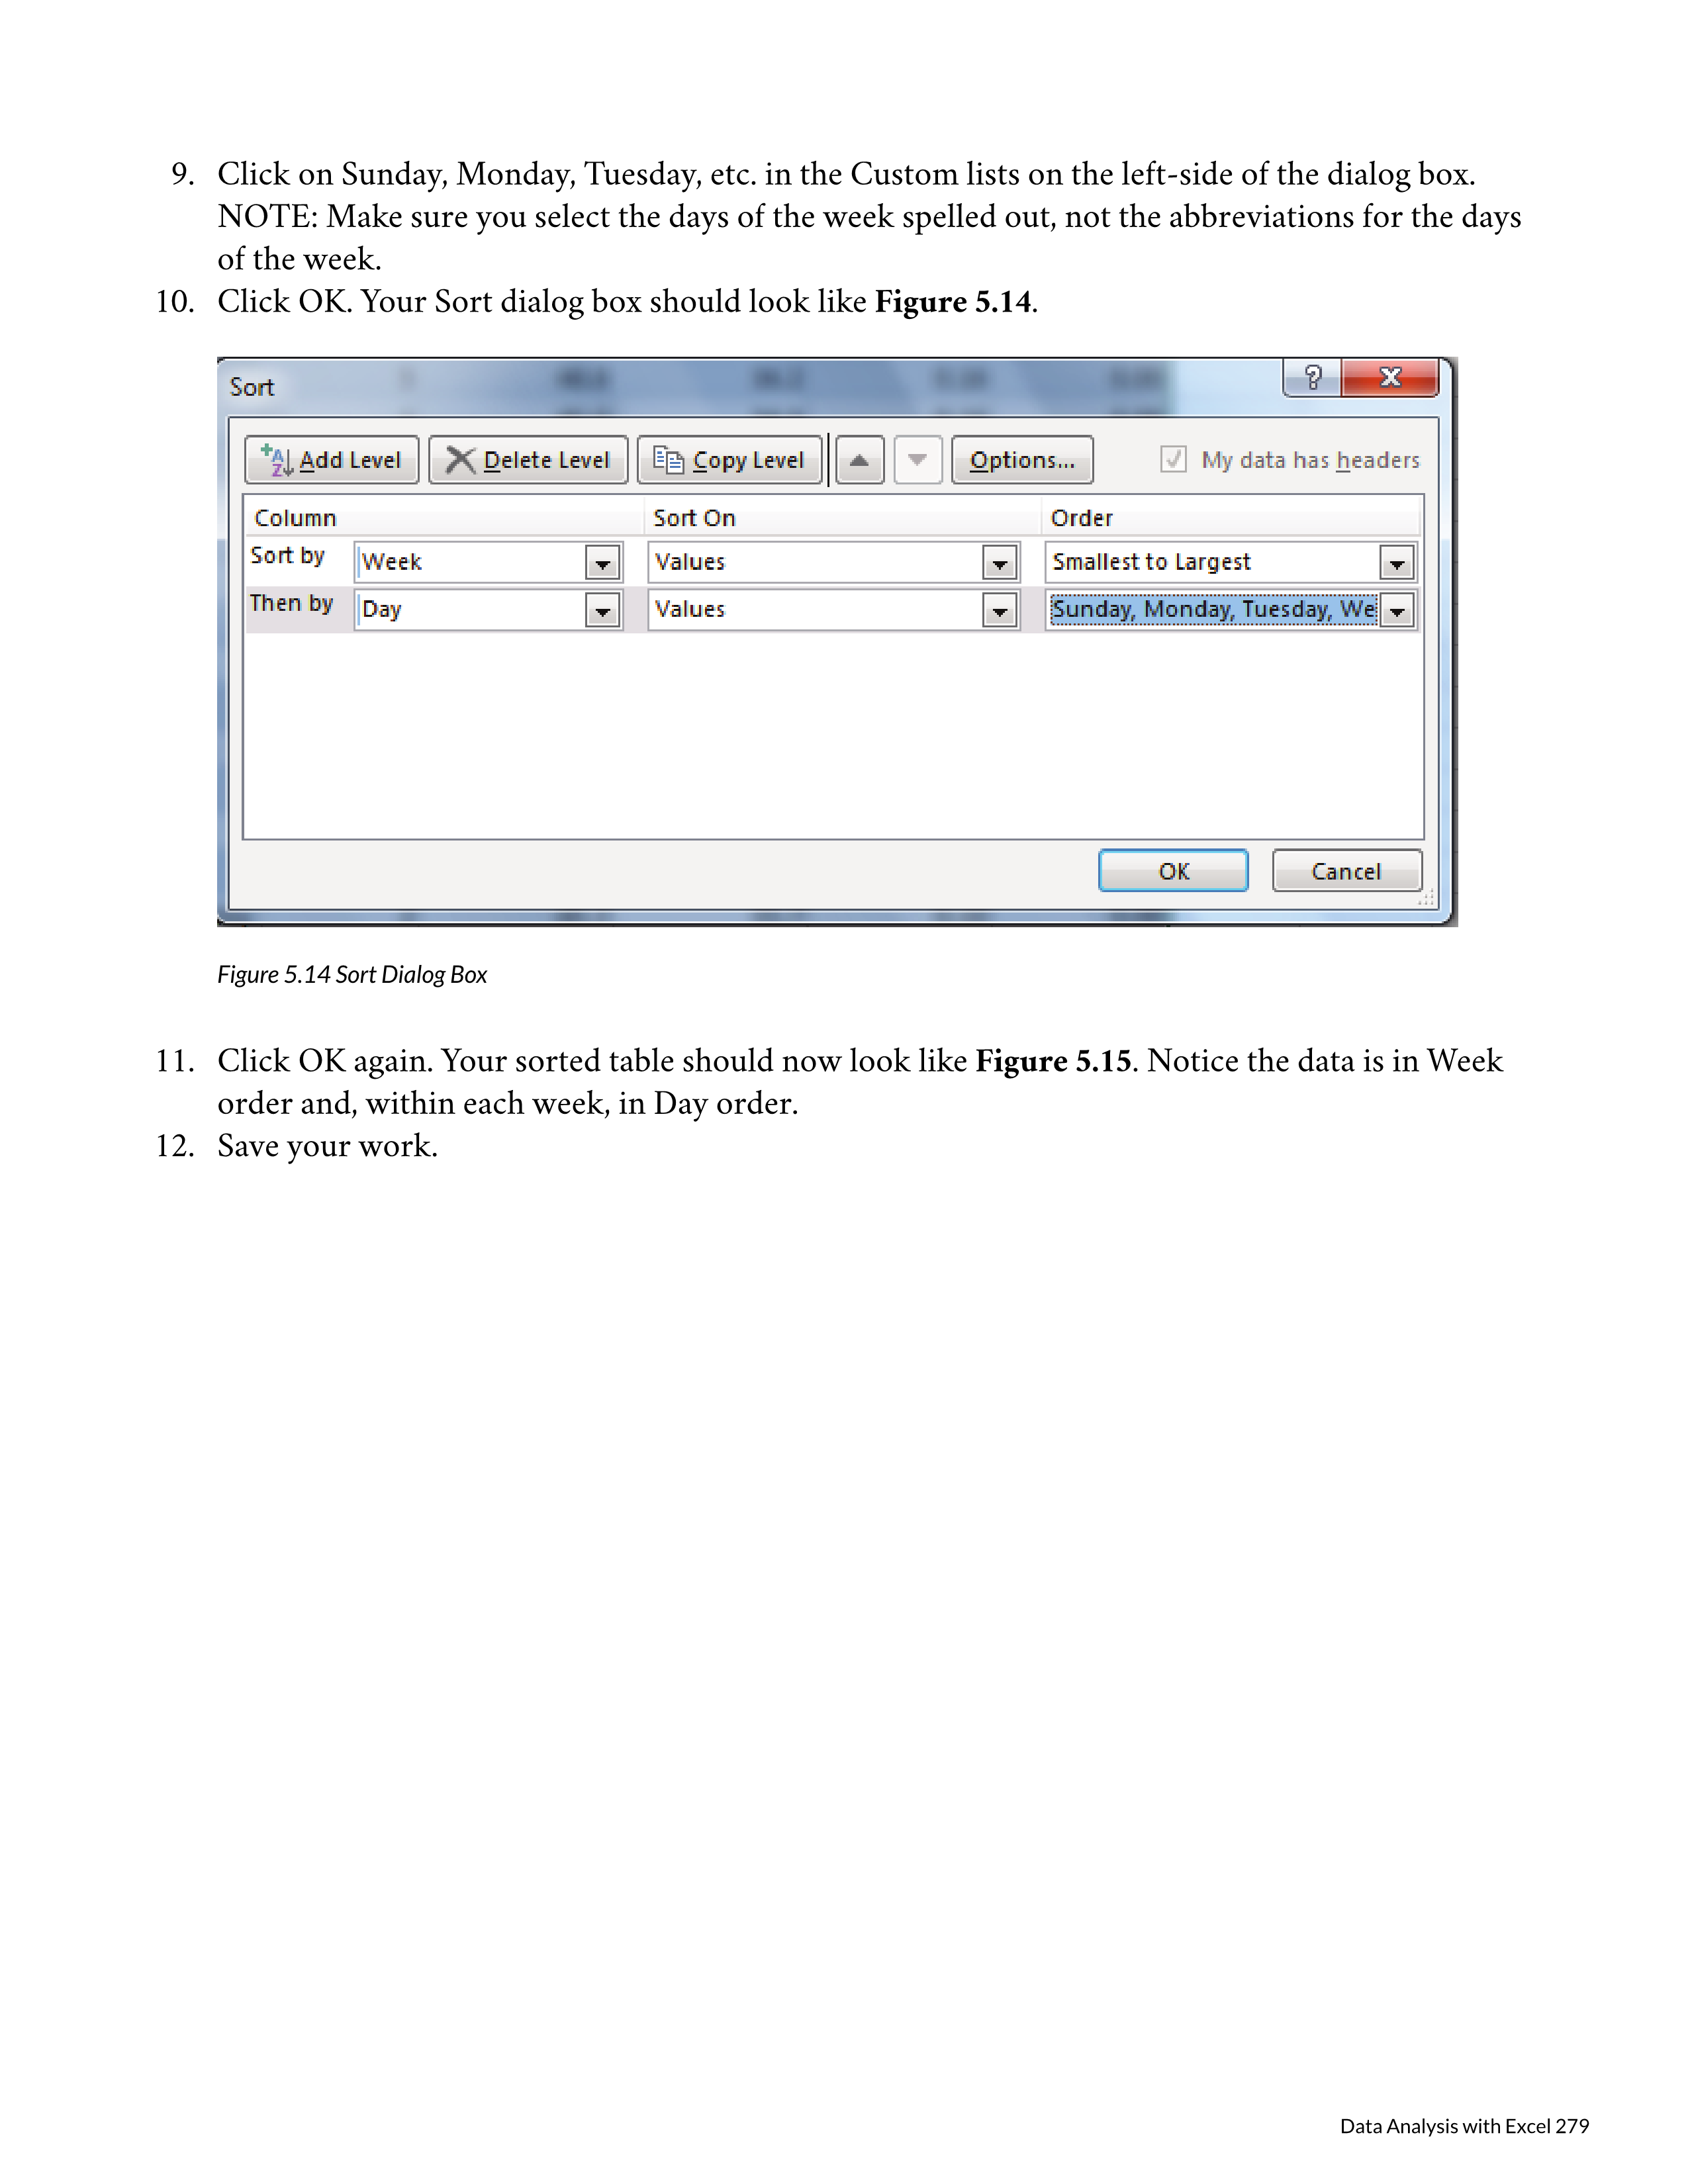 9. Click on Sunday, Monday, Tuesday, etc. in the Custom lists on the left-side of the dialog box.
NOTE: Make sure you select the days of the week spelled out, not the abbreviations for the days
of the week.
10. Click OK. Your Sort dialog box should look like Figure 5.14.
Sort
Add Level Delete Level Copy Level Options... My data has headers
Column Sort On Order
Sort by Week Values Smallest to Largest
Then by Day Values Sunday, Monday, Tuesday, We
OK Cancel
Figure 5.14 Sort Dialog Box
11. Click OK again. Your sorted table should now look like Figure 5.15. Notice the data is in Week
order and, within each week, in Day order.
12. Save your work.
Data Analysis with Excel 279